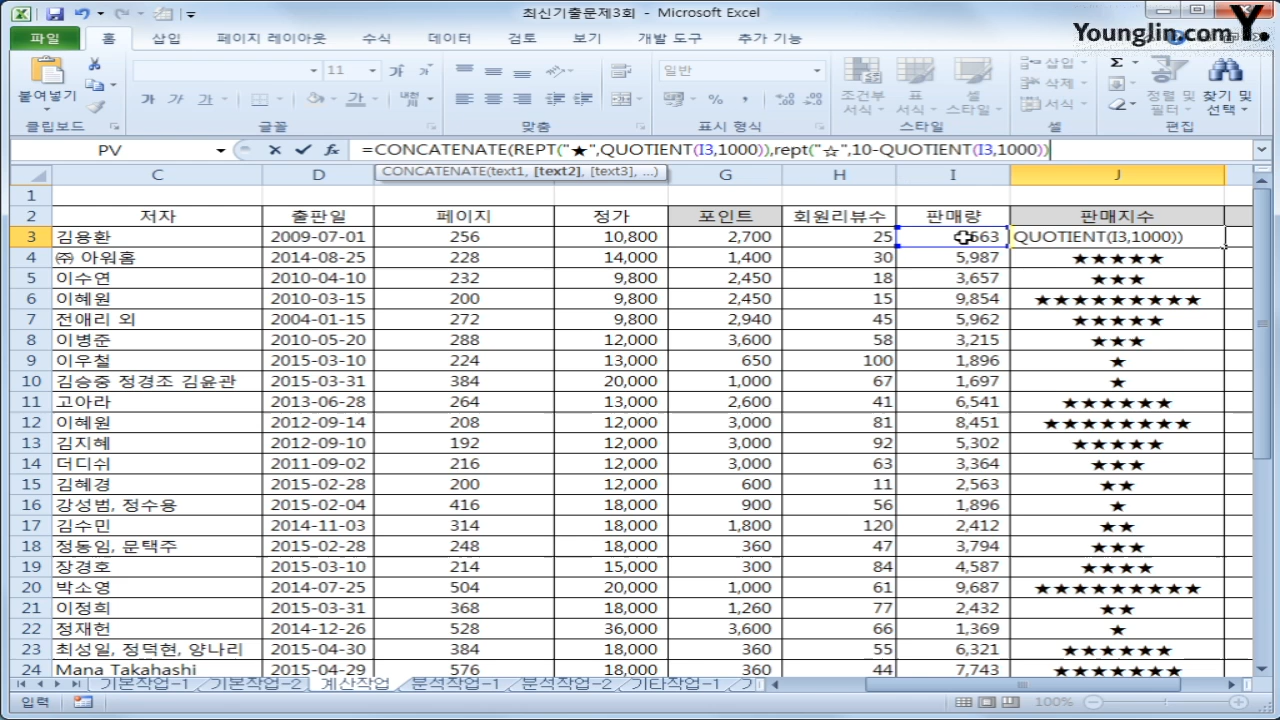 최신기출문제3회 - Microsoft Excel
Younglin.com Y.
파일 홈 삽입 페이지 레이아웃 수식 데이터 검토 보기 개발 도구 추가 기능
붙여넣기 11 가 가 일반 조건부 서식 표 서식 셀 스타일 삽입 삭제 서식 Σ 정렬 및 필터 찾기 및 선택
가 가 가 가 %
클립보드 글꼴 맞춤 표시 형식 스타일 셀 편집
PV =CONCATENATE(REPT("★",QUOTIENT(I3,1000)),rept("☆",10-QUOTIENT(I3,1000))
CONCATENATE(text1, [text2], [text3], ...)
C D G H I J
1
2 저자 출판일 페이지 정가 포인트 회원리뷰수 판매량 판매지수
3 김용환 2009-07-01 256 10,800 2,700 25 563 QUOTIENT(I3,1000))
4 ㈜ 아워홈 2014-08-25 228 14,000 1,400 30 5,987 ★★★★★
5 이수연 2010-04-10 232 9,800 2,450 18 3,657 ★★★
6 이혜원 2010-03-15 200 9,800 2,450 15 9,854 ★★★★★★★★★
7 전애리 외 2004-01-15 272 9,800 2,940 45 5,962 ★★★★★
8 이병준 2010-05-20 288 12,000 3,600 58 3,215 ★★★
9 이우철 2015-03-10 224 13,000 650 100 1,896 ★
10 김승중 정경조 김윤관 2015-03-31 384 20,000 1,000 67 1,697 ★
11 고아라 2013-06-28 264 13,000 2,600 41 6,541 ★★★★★★
12 이혜원 2012-09-14 208 12,000 3,000 81 8,451 ★★★★★★★★
13 김지혜 2012-09-10 192 12,000 3,000 92 5,302 ★★★★★
14 더디쉬 2011-09-02 216 12,000 3,000 63 3,364 ★★★
15 김혜경 2015-02-28 200 12,000 600 11 2,563 ★★
16 강성범, 정수용 2015-02-04 416 18,000 900 56 1,896 ★
17 김수민 2014-11-03 314 18,000 1,800 120 2,412 ★★
18 정동임, 문택주 2015-02-28 248 18,000 360 47 3,794 ★★★
19 장경호 2015-03-10 214 15,000 300 84 4,587 ★★★★
20 박소영 2014-07-25 504 20,000 1,000 61 9,687 ★★★★★★★★★
21 이정희 2015-03-31 368 18,000 1,260 77 2,432 ★★
22 정재헌 2014-12-26 528 36,000 3,600 66 1,369 ★
23 최성일, 정덕현, 양나리 2015-04-30 384 18,000 360 55 6,321 ★★★★★★
24 Mana Takahashi 2015-04-29 576 18,000 360 44 7,743 ★★★★★★★
기본작업-1 기본작업-2 계산작업 분석작업-1 분석작업-2 기타작업-1 기
입력 100%